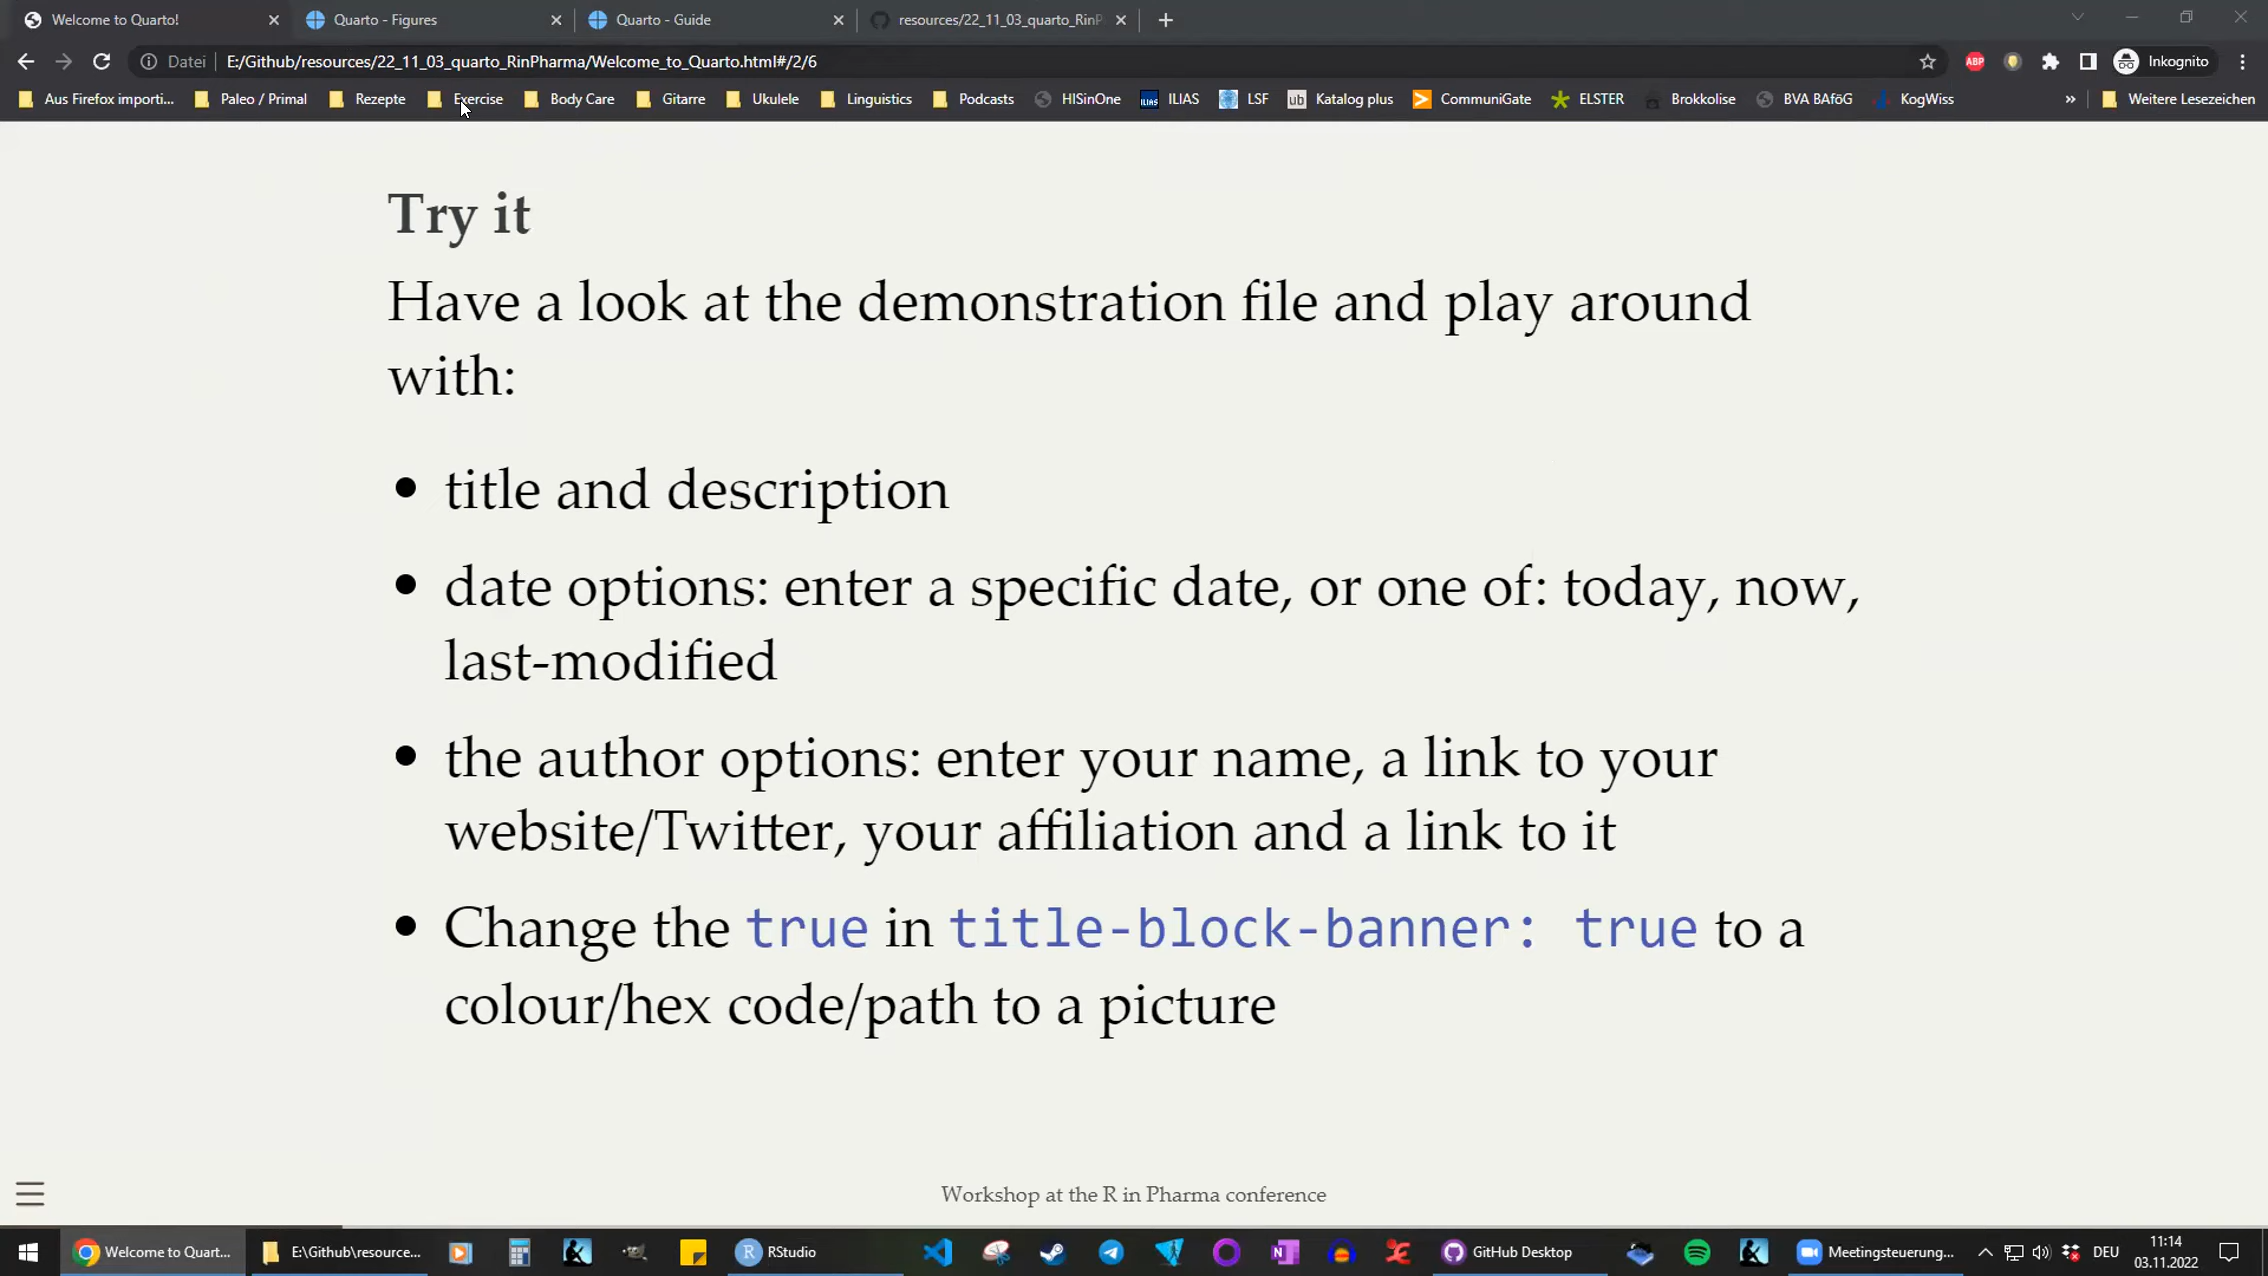 Welcome to Quarto!
Quarto - Figures
Quarto - Guide
resources/22_11_03_quarto_RinP
Datei
E:/Github/resources/22_11_03_quarto_RinPharma/Welcome_to_Quarto.html#/2/6
ABP
Inkognito
Aus Firefox importi...
Paleo / Primal
Rezepte
Exercise
Body Care
Gitarre
Ukulele
Linguistics
Podcasts
HISinOne
ILIAS
ILIAS
LSF
ub
Katalog plus
CommuniGate
ELSTER
Brokkolise
BVA BAföG
KogWiss
Weitere Lesezeichen
Try it
Have a look at the demonstration file and play around
with:
• title and description
• date options: enter a specific date, or one of: today, now,
last-modified
• the author options: enter your name, a link to your
website/Twitter, your affiliation and a link to it
• Change the true in title-block-banner: true to a
colour/hex code/path to a picture
Workshop at the R in Pharma conference
Welcome to Quart...
E:\Github\resource...
R
RStudio
N
GitHub Desktop
Meetingsteuerung...
DEU
11:14
03.11.2022